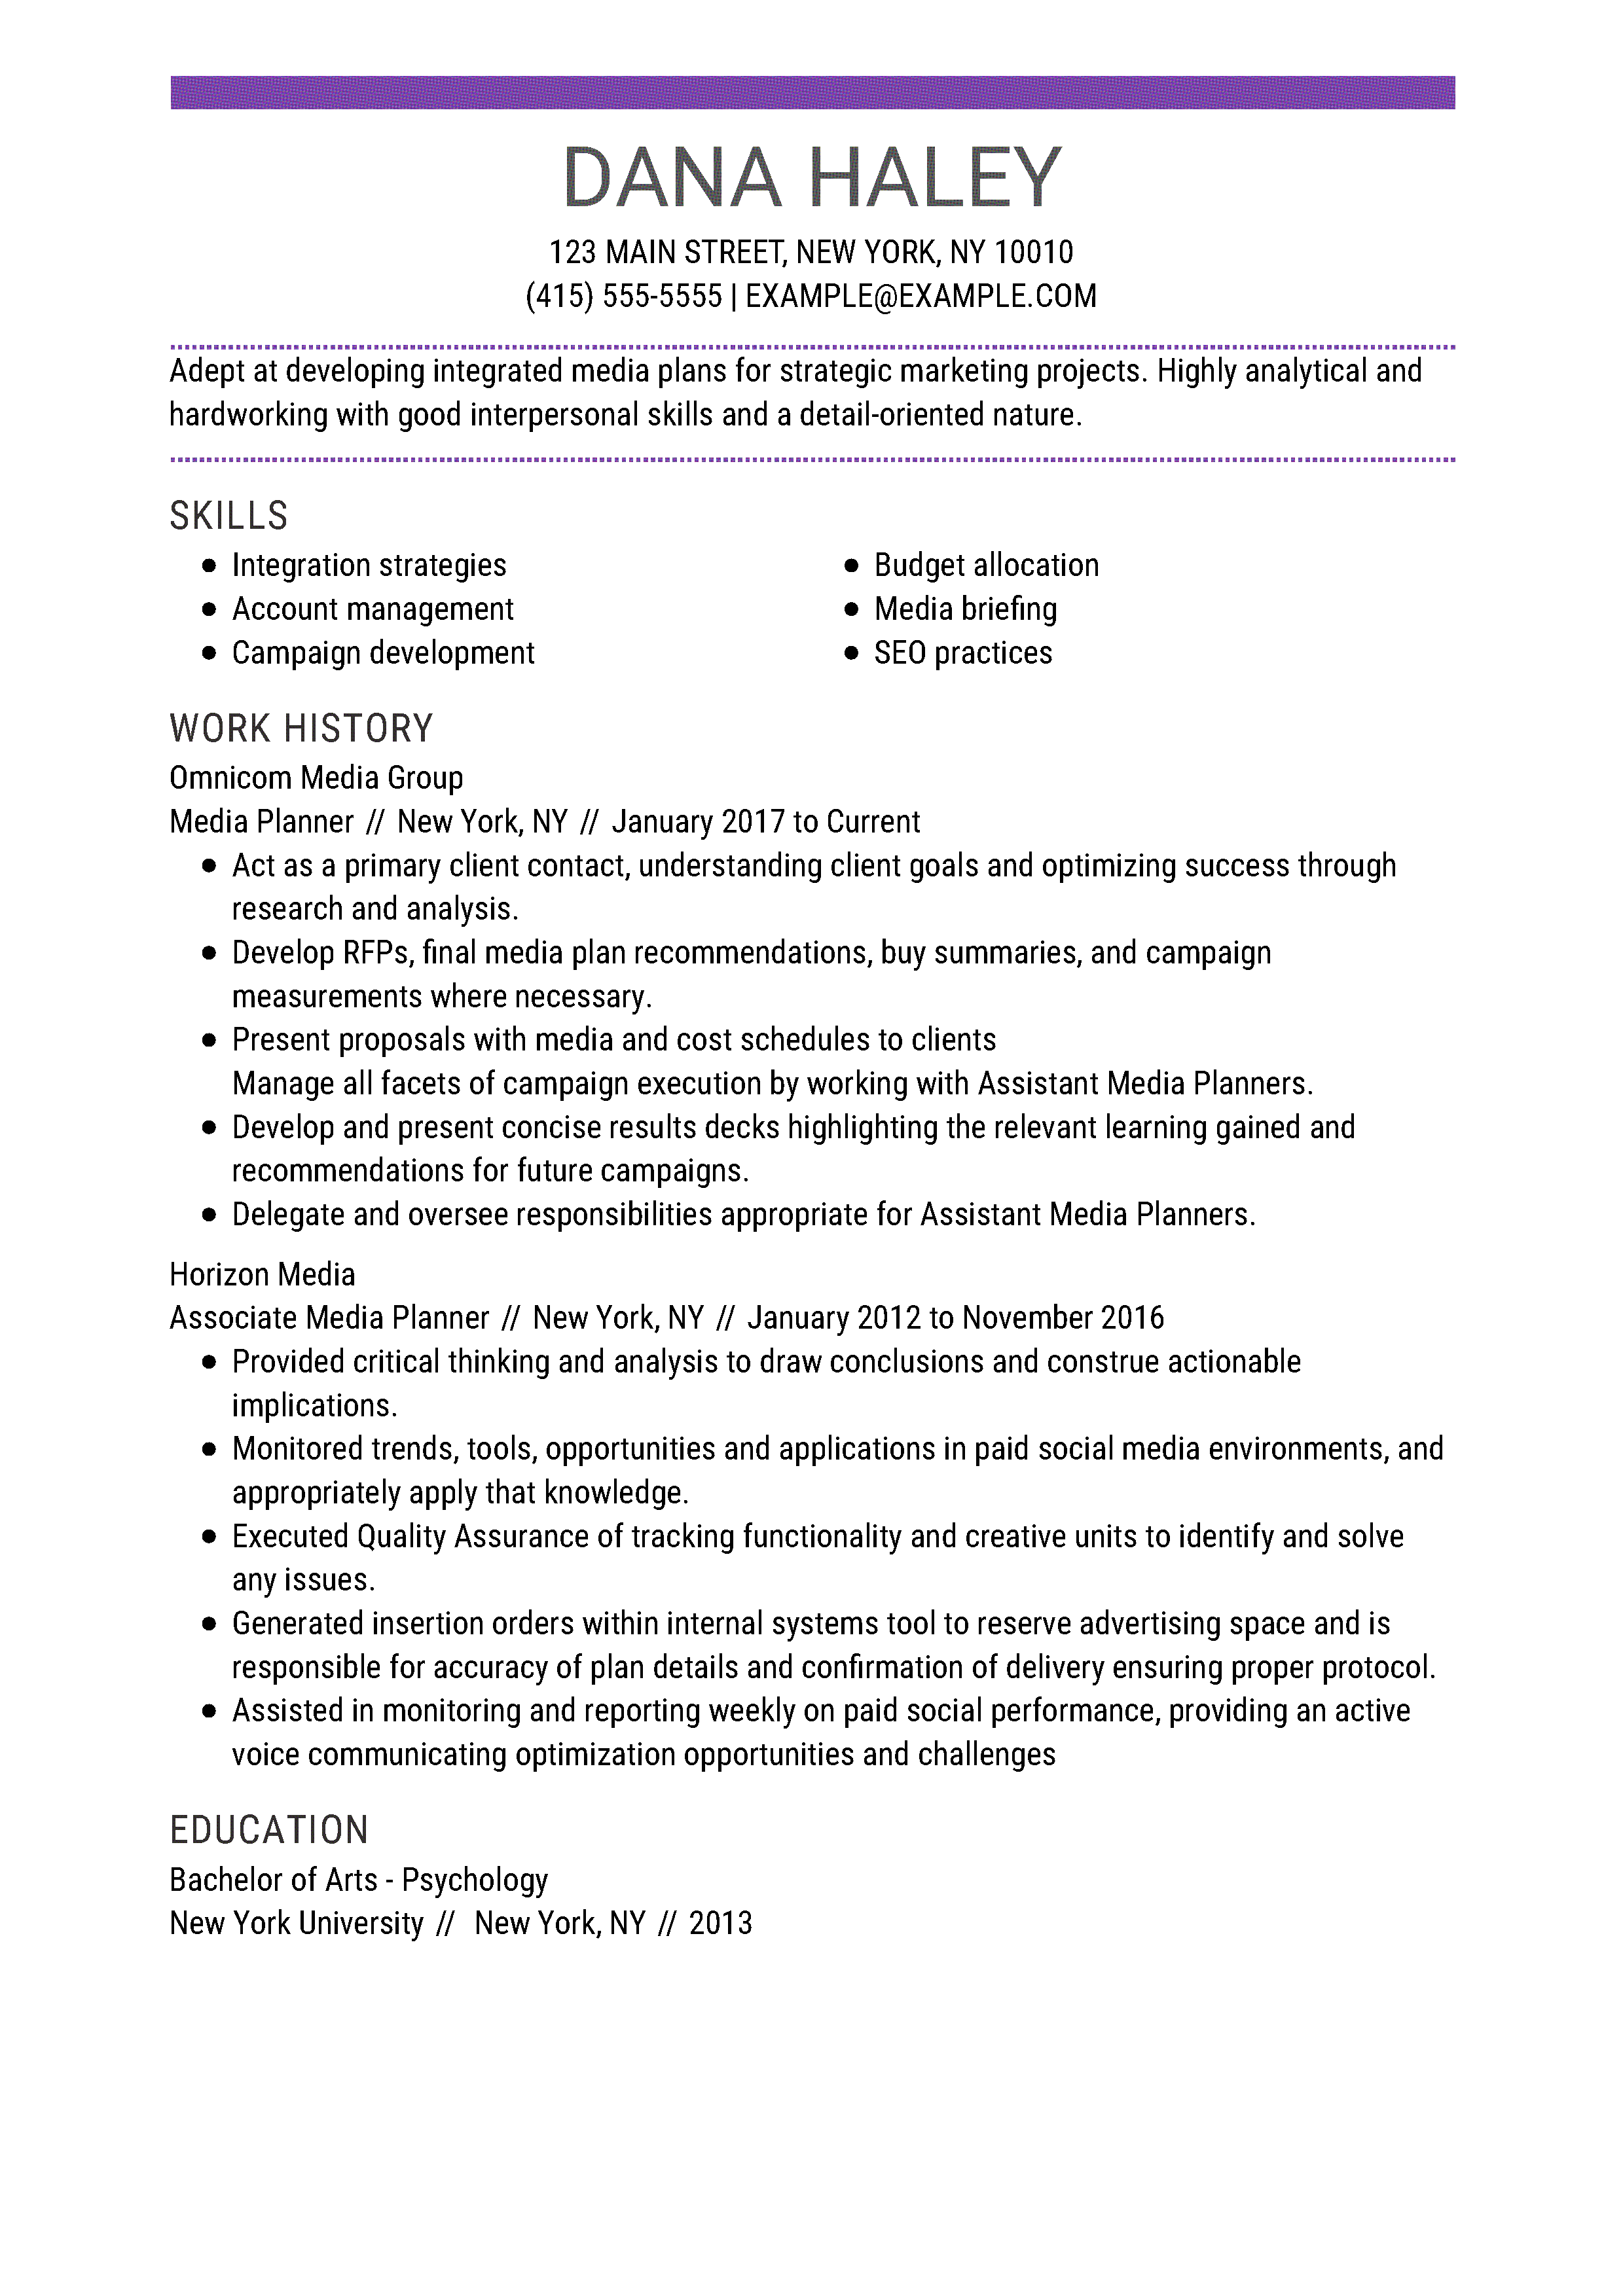 DANA HALEY
123 MAIN STREET, NEW YORK, NY 10010
(415) 555-5555 | EXAMPLE@EXAMPLE.COM
Adept at developing integrated media plans for strategic marketing projects. Highly analytical and
hardworking with good interpersonal skills and a detail-oriented nature.
SKILLS
• Integration strategies
• Account management
• Campaign development
• Budget allocation
• Media briefing
• SEO practices
WORK HISTORY
Omnicom Media Group
Media Planner // New York, NY // January 2017 to Current
• Act as a primary client contact, understanding client goals and optimizing success through
research and analysis.
• Develop RFPs, final media plan recommendations, buy summaries, and campaign
measurements where necessary.
• Present proposals with media and cost schedules to clients
Manage all facets of campaign execution by working with Assistant Media Planners.
• Develop and present concise results decks highlighting the relevant learning gained and
recommendations for future campaigns.
• Delegate and oversee responsibilities appropriate for Assistant Media Planners.
Horizon Media
Associate Media Planner // New York, NY // January 2012 to November 2016
• Provided critical thinking and analysis to draw conclusions and construe actionable
implications.
• Monitored trends, tools, opportunities and applications in paid social media environments, and
appropriately apply that knowledge.
• Executed Quality Assurance of tracking functionality and creative units to identify and solve
any issues.
• Generated insertion orders within internal systems tool to reserve advertising space and is
responsible for accuracy of plan details and confirmation of delivery ensuring proper protocol.
• Assisted in monitoring and reporting weekly on paid social performance, providing an active
voice communicating optimization opportunities and challenges
EDUCATION
Bachelor of Arts - Psychology
New York University // New York, NY // 2013